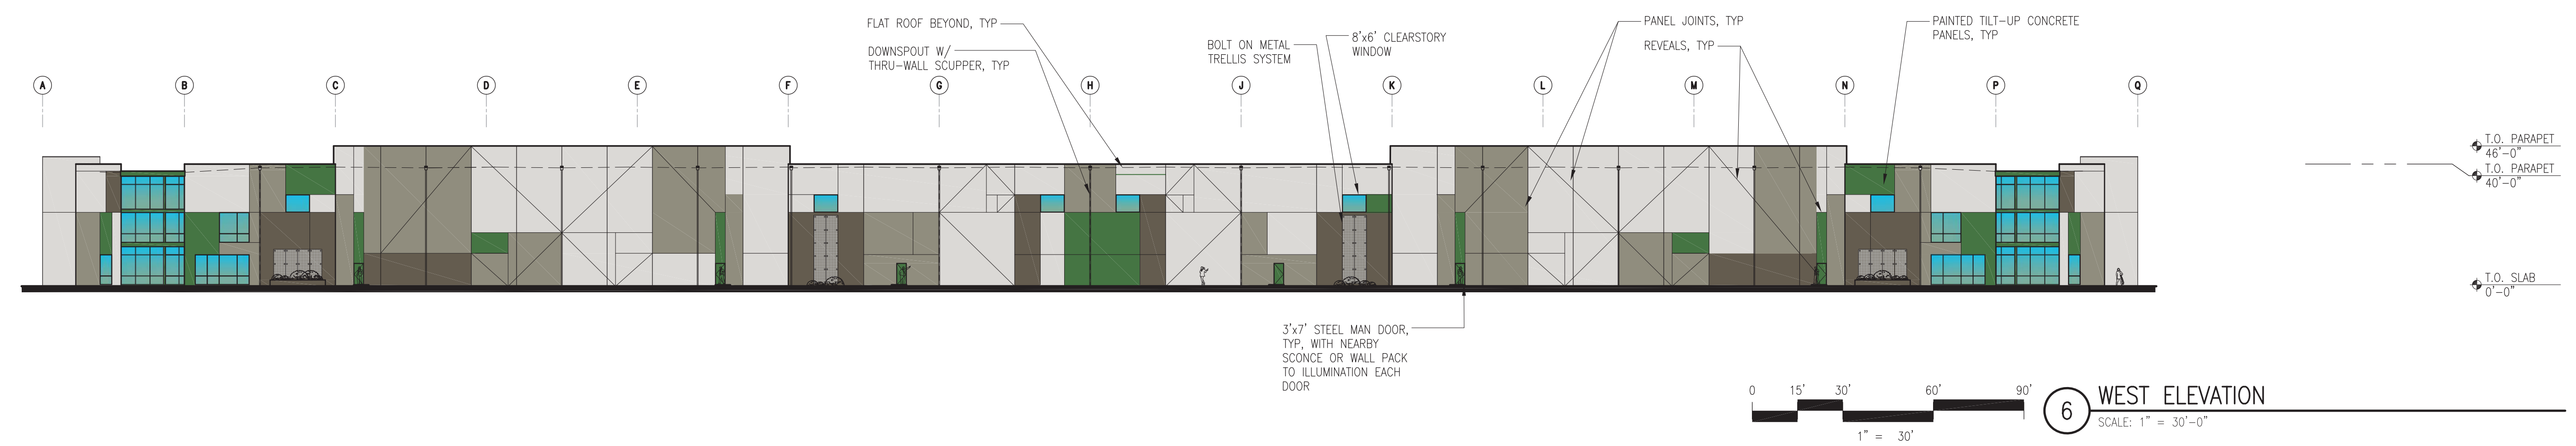 FLAT ROOF BEYOND, TYP
DOWNSPOUT W/
THRU-WALL SCUPPER, TYP
BOLT ON METAL
TRELLIS SYSTEM
8'x6' CLEARSTORY
WINDOW
PANEL JOINTS, TYP
REVEALS, TYP
PAINTED TILT-UP CONCRETE
PANELS, TYP
A B C D E F G H J K L M N P Q
T.O. PARAPET
46'-0"
T.O. PARAPET
40'-0"
T.O. SLAB
0'-0"
3'x7' STEEL MAN DOOR,
TYP, WITH NEARBY
SCONCE OR WALL PACK
TO ILLUMINATION EACH
DOOR
0 15' 30' 60' 90'
1" = 30'
6 WEST ELEVATION
SCALE: 1" = 30'-0"